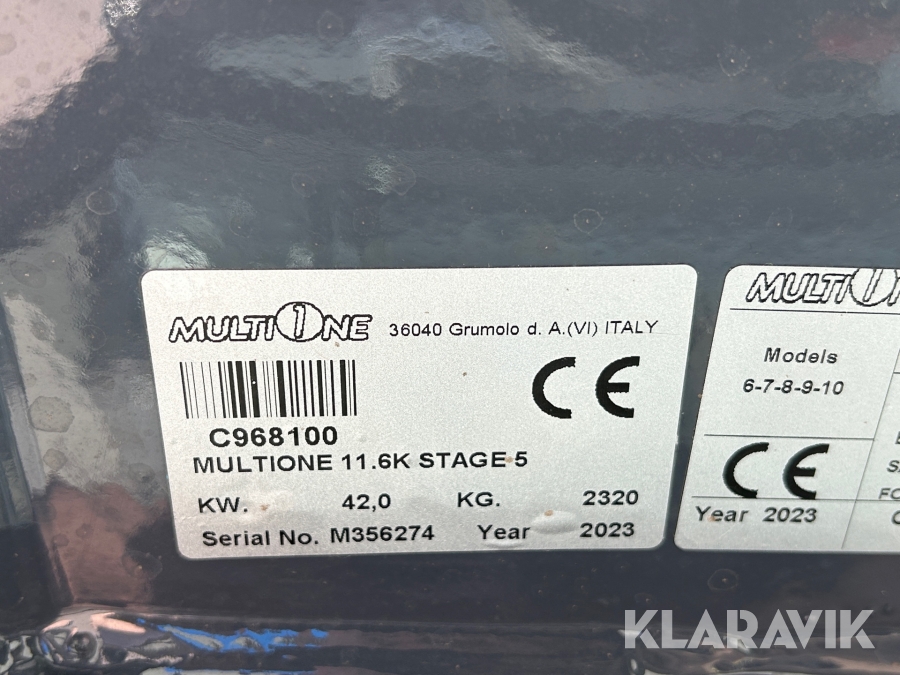 MULTIONE 36040 Grumolo d. A.(VI) ITALY
CE
C968100
MULTIONE 11.6K STAGE 5
KW. 42,0 KG. 2320
Serial No. M356274 Year 2023
MULTI
Models
6-7-8-9-10
CE
Year 2023
KLARAVIK